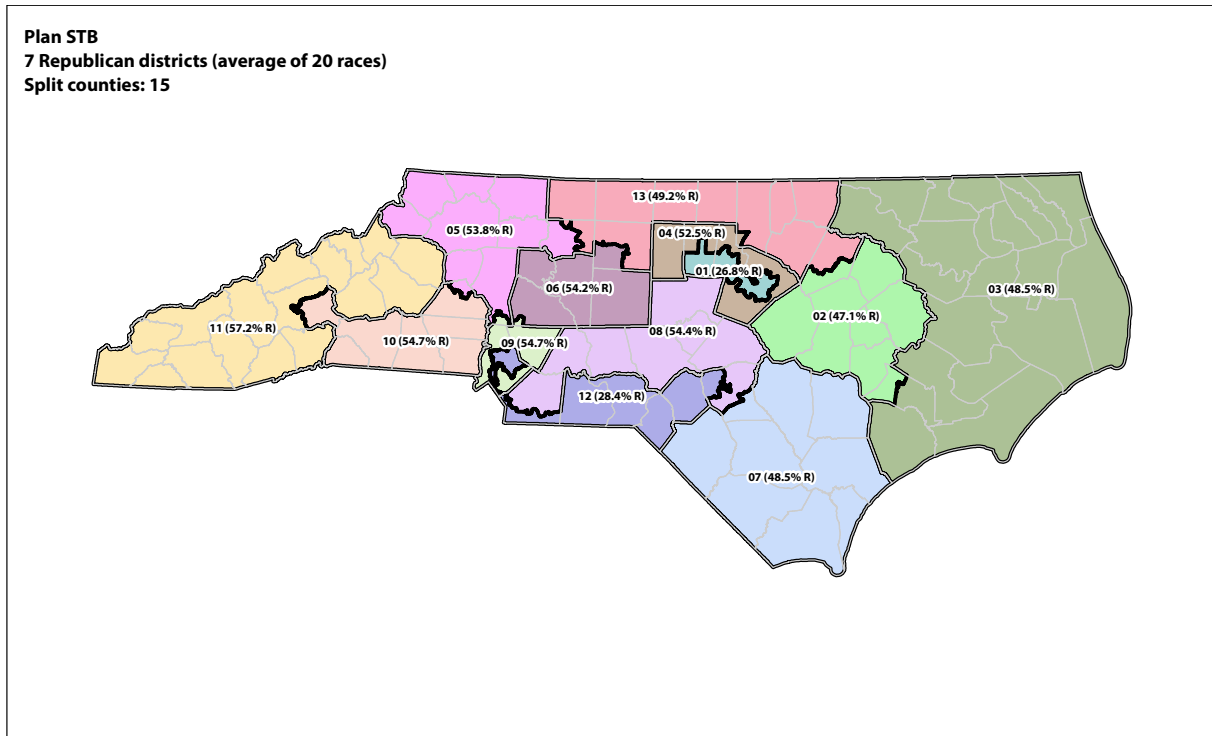 Plan STB
7 Republican districts (average of 20 races)
Split counties: 15
13 (49.2% R)
05 (53.8% R)
04 (52.5% R)
01 (26.8% R)
06 (54.2% R)
03 (48.5% R)
02 (47.1% R)
11 (57.2% R)
08 (54.4% R)
10 (54.7% R)
09 (54.7% R)
12 (28.4% R)
07 (48.5% R)